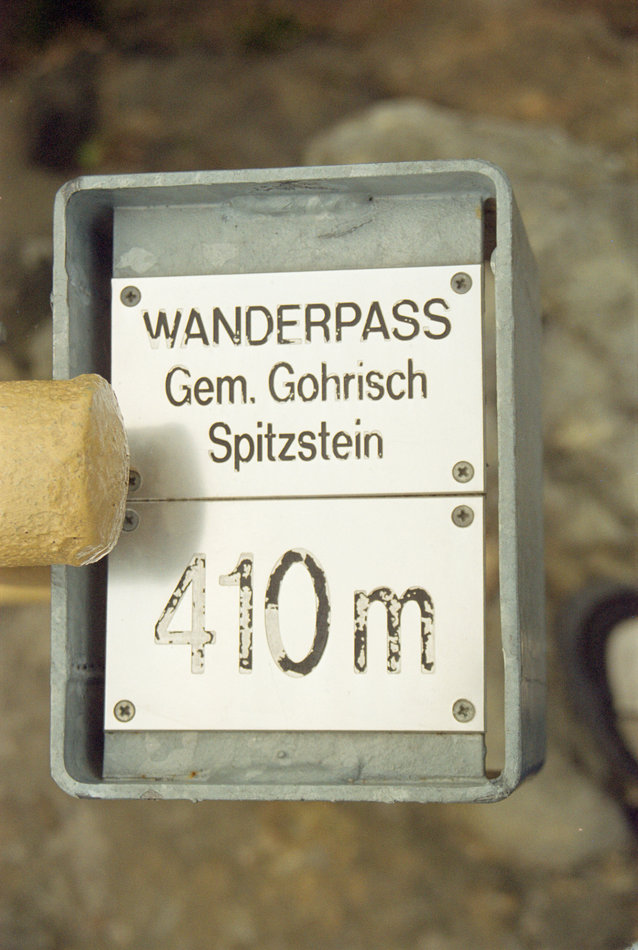 WANDERPASS
Gem. Gohrisch
Spitzstein
410 m